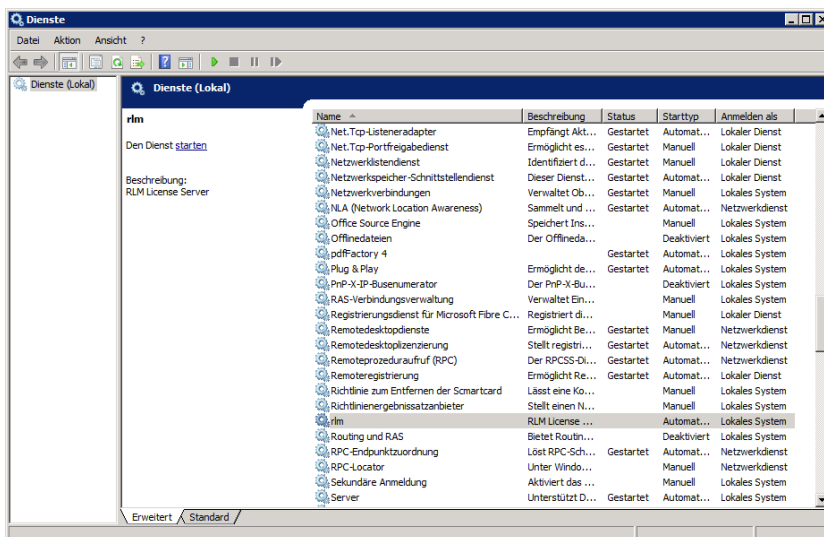 Dienste
Datei Aktion Ansicht ?
Dienste (Lokal)
Dienste (Lokal)
rlm
Den Dienst starten
Beschreibung:
RLM License Server
Name Beschreibung Status Starttyp Anmelden als
Net.Tcp-Listeneradapter Empfängt Akt... Gestartet Automat... Lokaler Dienst
Net.Tcp-Portfreigabedienst Ermöglicht es... Gestartet Manuell Lokaler Dienst
Netzwerklistendienst Identifiziert d... Gestartet Manuell Lokaler Dienst
Netzwerkspeicher-Schnittstellendienst Dieser Dienst... Gestartet Automat... Lokaler Dienst
Netzwerkverbindungen Verwaltet Ob... Gestartet Manuell Lokales System
NLA (Network Location Awareness) Sammelt und ... Gestartet Automat... Netzwerkdienst
Office Source Engine Speichert Ins... Manuell Lokales System
Offlinedateien Der Offlineda... Deaktiviert Lokales System
pdfFactory 4 Gestartet Automat... Lokales System
Plug & Play Ermöglicht de... Gestartet Automat... Lokales System
PnP-X-IP-Busenumerator Der PnP-X-Bu... Deaktiviert Lokales System
RAS-Verbindungsverwaltung Verwaltet Ein... Manuell Lokales System
Registrierungsdienst für Microsoft Fibre C... Registriert di... Manuell Lokaler Dienst
Remotedesktopdienste Ermöglicht Be... Gestartet Manuell Netzwerkdienst
Remotedesktoplizenzierung Stellt registri... Gestartet Automat... Netzwerkdienst
Remoteprozeduraufruf (RPC) Der RPCSS-Di... Gestartet Automat... Netzwerkdienst
Remoteregistrierung Ermöglicht Re... Gestartet Automat... Lokaler Dienst
Richtlinie zum Entfernen der Scmartcard Lässt eine Ko... Manuell Lokales System
Richtlinienergebnissatzanbieter Stellt einen N... Manuell Lokales System
rlm RLM License ... Automat... Lokales System
Routing und RAS Bietet Routin... Deaktiviert Lokales System
RPC-Endpunktzuordnung Löst RPC-Sch... Gestartet Automat... Netzwerkdienst
RPC-Locator Unter Windo... Manuell Netzwerkdienst
Sekundäre Anmeldung Aktiviert das ... Manuell Lokales System
Server Unterstützt D... Gestartet Automat... Lokales System
Erweitert Standard